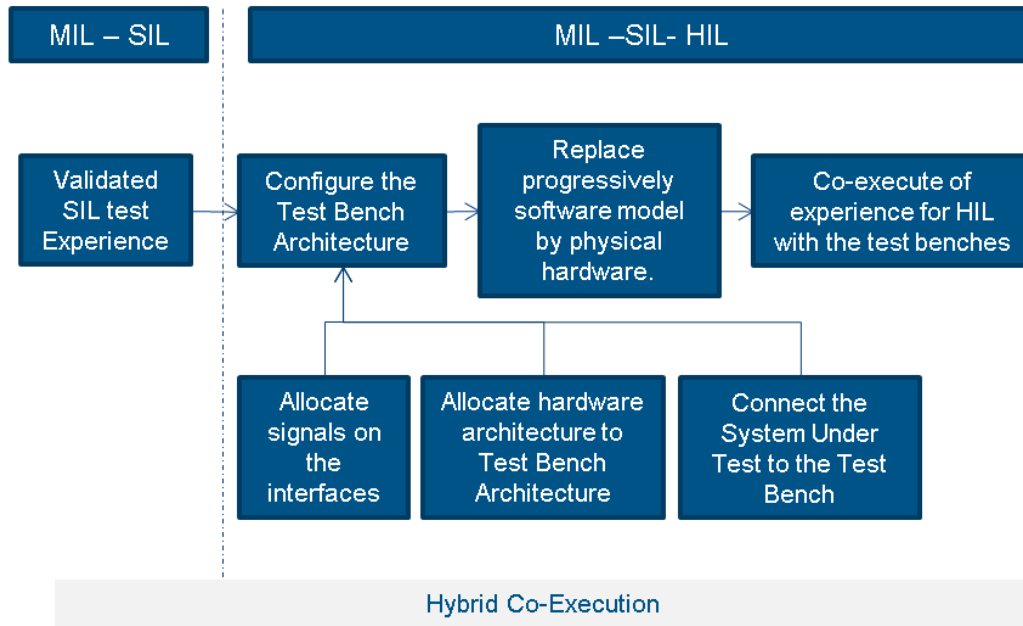 MIL – SIL
MIL –SIL- HIL
Validated
SIL test
Experience
Configure the
Test Bench
Architecture
Replace
progressively
software model
by physical
hardware.
Co-execute of
experience for HIL
with the test benches
Allocate
signals on
the
interfaces
Allocate hardware
architecture to
Test Bench
Architecture
Connect the
System Under
Test to the Test
Bench
Hybrid Co-Execution